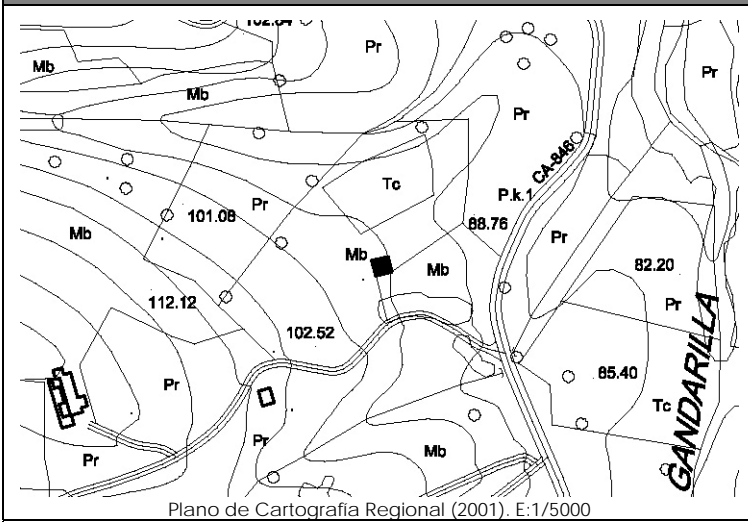 102.64
Pr
Mb
Pr
Mb
Pr
CA-846
Tc
P.k.1
Pr
101.08
88.76
Pr
Mb
Mb
Mb
82.20
112.12
Pr
102.52
GANDARILLA
Pr
85.40
Tc
Pr
Mb
Pr
Plano de Cartografía Regional (2001). E:1/5000